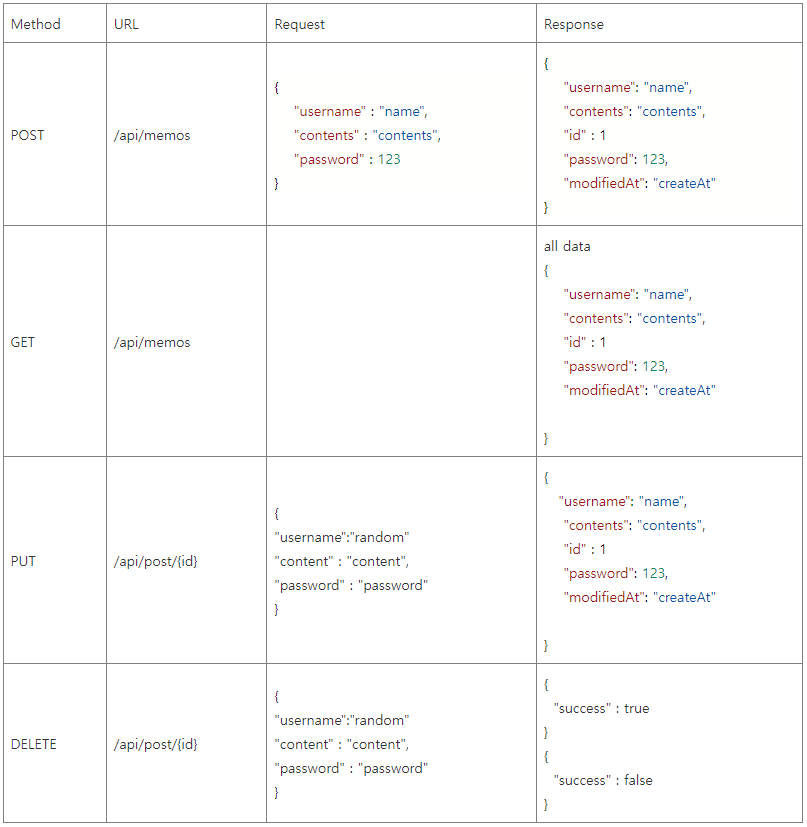 Method URL Request Response
POST /api/memos
{
"username" : "name",
"contents" : "contents",
"password" : 123
}
{
"username": "name",
"contents": "contents",
"id" : 1
"password": 123,
"modifiedAt": "createAt"
}
GET /api/memos
all data
{
"username": "name",
"contents": "contents",
"id" : 1
"password": 123,
"modifiedAt": "createAt"
}
PUT /api/post/{id}
{
"username":"random"
"content" : "content",
"password" : "password"
}
{
"username": "name",
"contents": "contents",
"id" : 1
"password": 123,
"modifiedAt": "createAt"
}
DELETE /api/post/{id}
{
"username":"random"
"content" : "content",
"password" : "password"
}
{
"success" : true
}
{
"success" : false
}